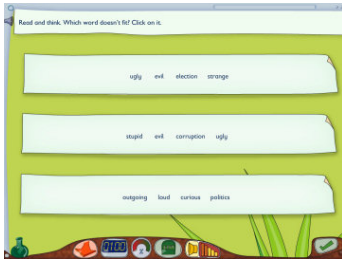 Read and think. Which word doesn't fit? Click on it.
ugly evil election strange
stupid evil corruption ugly
outgoing loud curious politics